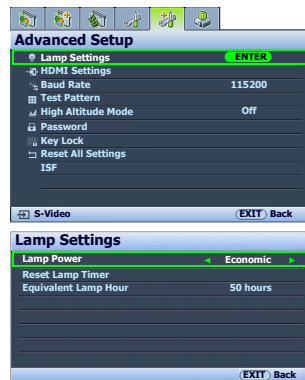 Advanced Setup
Lamp Settings ENTER
HDMI Settings
Baud Rate 115200
Test Pattern
High Altitude Mode Off
Password
Key Lock
Reset All Settings
ISF
S-Video EXIT Back
Lamp Settings
Lamp Power Economic
Reset Lamp Timer
Equivalent Lamp Hour 50 hours
EXIT Back